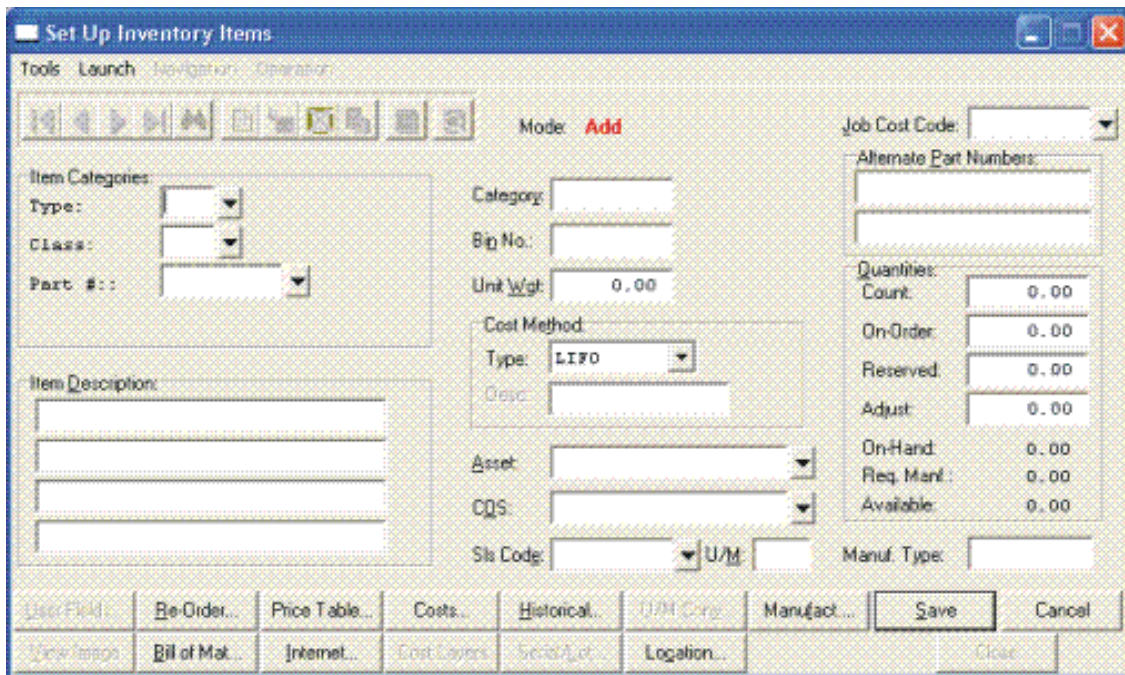 Set Up Inventory Items
Tools Launch Navigation Operation
Mode: Add
Job Cost Code:
Item Categories:
Type:
Class:
Part #::
Category:
Bin No.:
Unit Wgt: 0.00
Cost Method:
Type: LIFO
Desc:
Alternate Part Numbers:
Quantities:
Count: 0.00
On-Order: 0.00
Reserved: 0.00
Adjust: 0.00
On-Hand: 0.00
Req. Manf.: 0.00
Available: 0.00
Item Description:
Asset:
COS:
Sls Code: U/M:
Manuf. Type:
User Fields... Re-Order... Price Table... Costs... Historical... U/M Conv. Manufact.... Save Cancel
View Image Bill of Mat... Internet... Cost Layers Serial/Lot... Location... Close